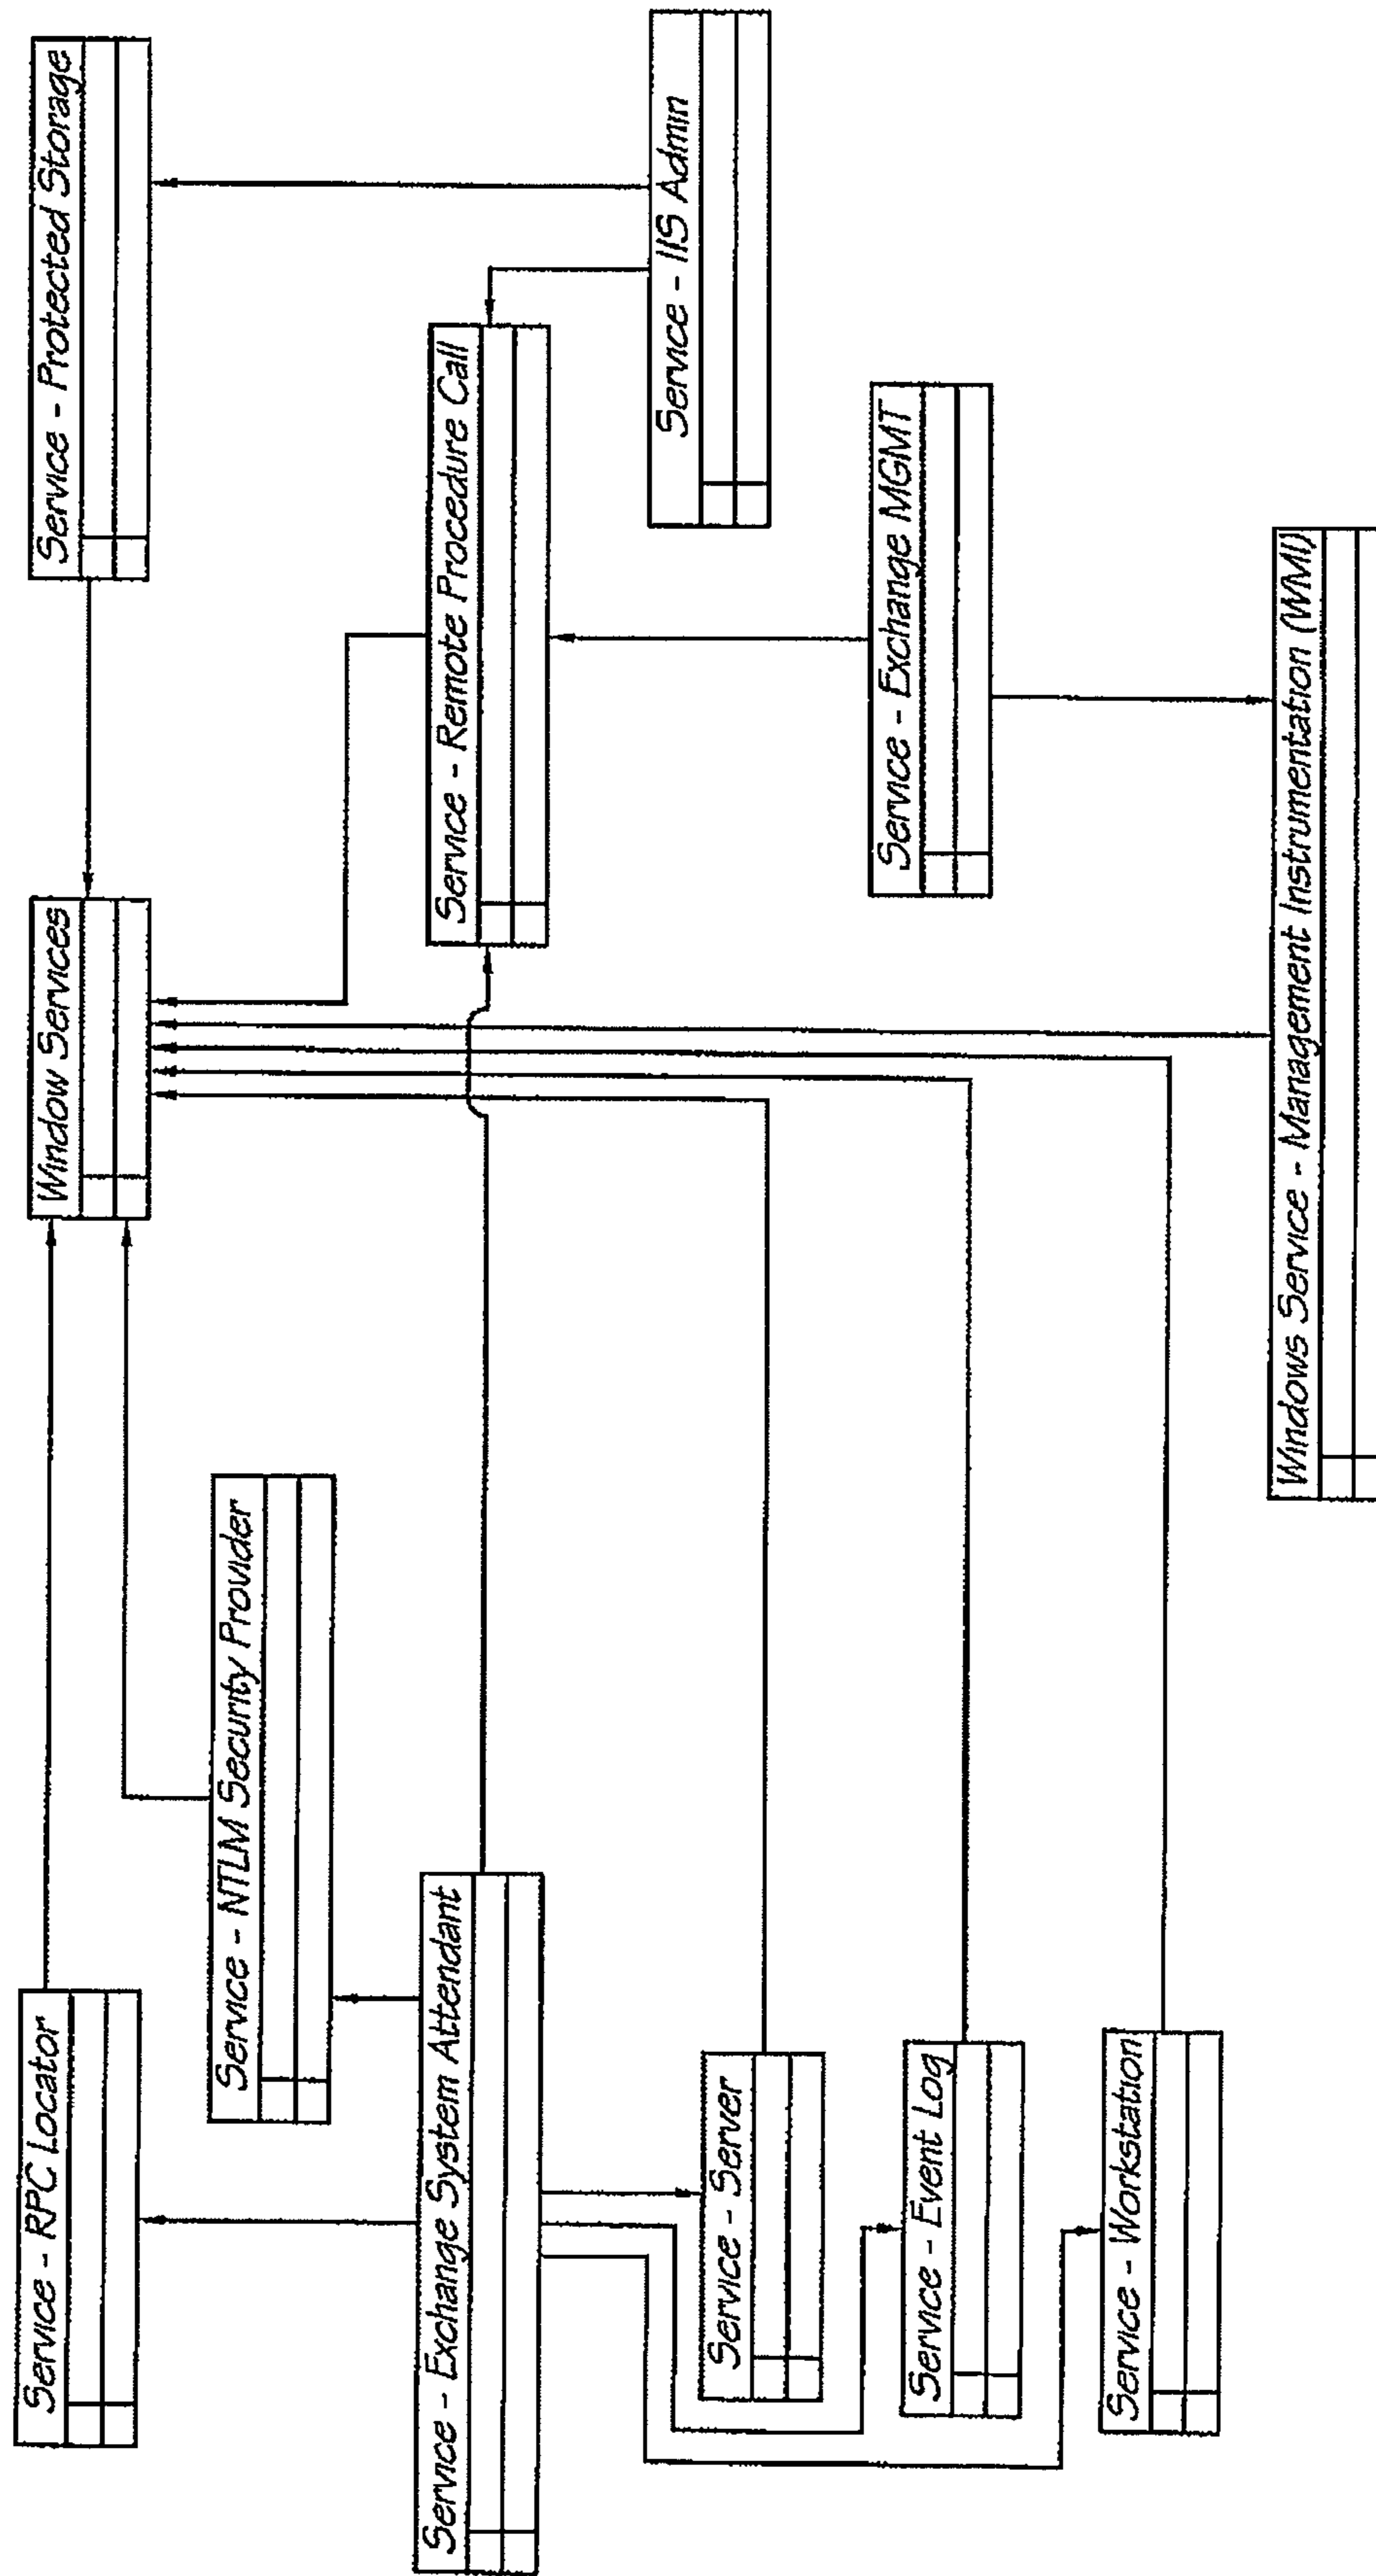 Service - RPC Locator
Window Services
Service - Protected Storage
Service - NTLM Security Provider
Service - Exchange System Attendant
Service - Remote Procedure Call
Service - Server
Service - IIS Admin
Service - Event Log
Service - Exchange MGMT
Service - Workstation
Windows Service - Management Instrumentation (WMI)